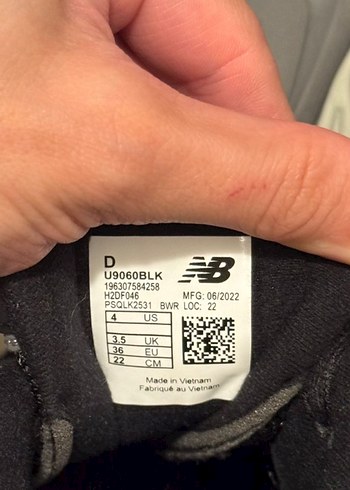 D
U9060BLK
196307584258
H2DF046 MFG: 06/2022
PSQLK2531 BWR LOC: 22
4 US
3.5 UK
36 EU
22 CM
Made in Vietnam
Fabriqué au Vietnam
NB